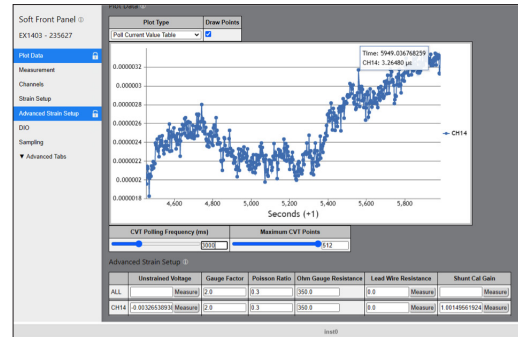 Plot Data
Soft Front Panel
EX1403 - 235627
Plot Type Draw Points
Poll Current Value Table
Plot Data
Measurement
Channels
Strain Setup
Advanced Strain Setup
DIO
Sampling
▼ Advanced Tabs
Time: 5949.036768259
CH14: 3.26480 µε
0.0000032
0.0000030
0.0000028
0.0000026
0.0000024
0.0000022
0.0000020
0.0000018
CH14
4,600 4,800 5,000 5,200 5,400 5,600 5,800
Seconds (+1)
CVT Polling Frequency (ms) Maximum CVT Points
3000 512
Advanced Strain Setup
Unstrained Voltage Gauge Factor Poisson Ratio Ohm Gauge Resistance Lead Wire Resistance Shunt Cal Gain
ALL Measure 2.0 0.3 350.0 0.0 Measure Measure
CH14 -0.0032653893 Measure 2.0 0.3 350.0 0.0 Measure 1.00149561924 Measure
inst0